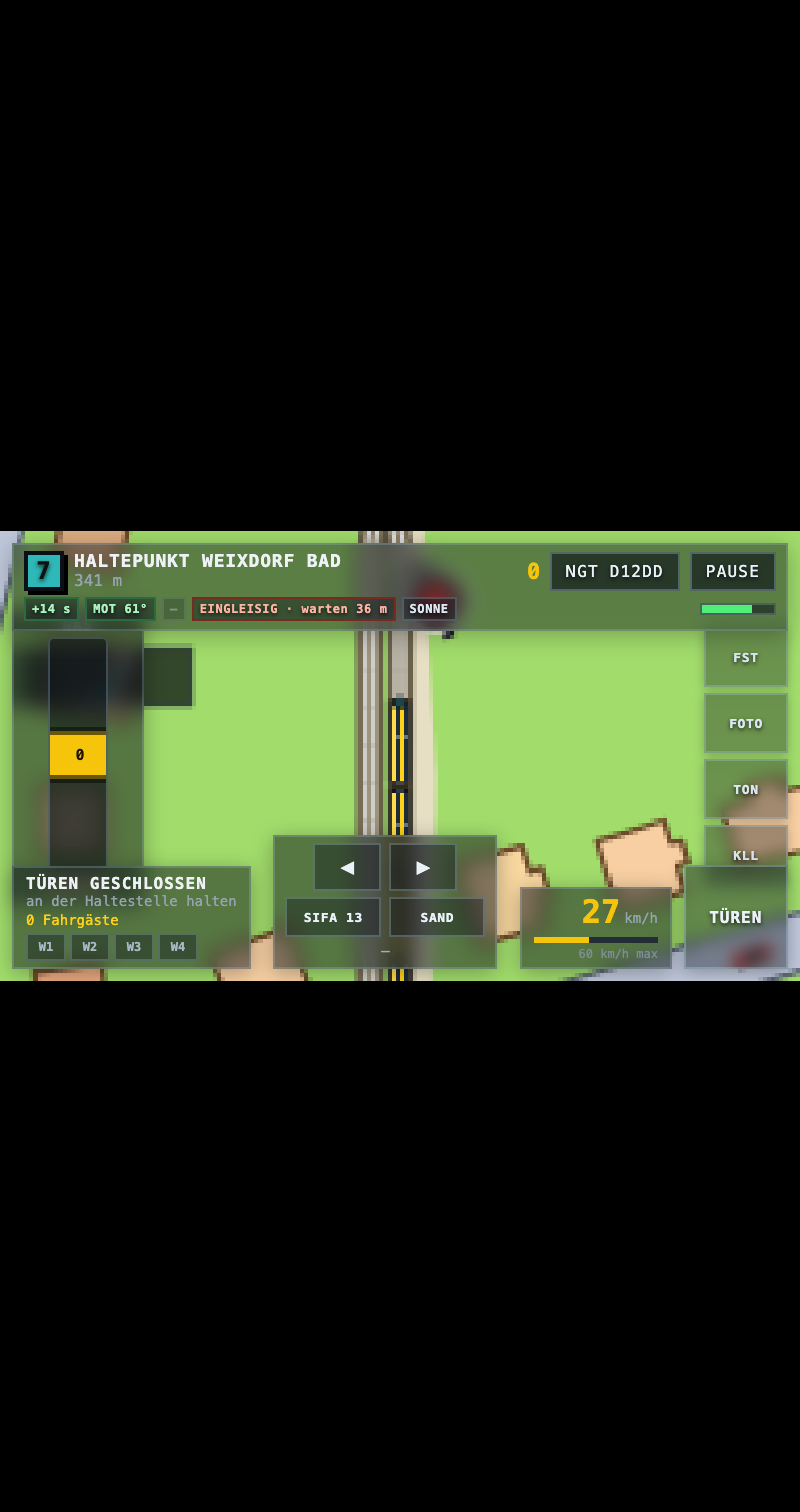 7 HALTEPUNKT WEIXDORF BAD
341 m
0 NGT D12DD PAUSE
+14 s MOT 61° — EINGLEISIG · warten 36 m SONNE
FST
FOTO
0
TON
KLL
TÜREN GESCHLOSSEN
an der Haltestelle halten
0 Fahrgäste
W1 W2 W3 W4
◀ ▶
SIFA 13 SAND
—
27 km/h
60 km/h max
TÜREN